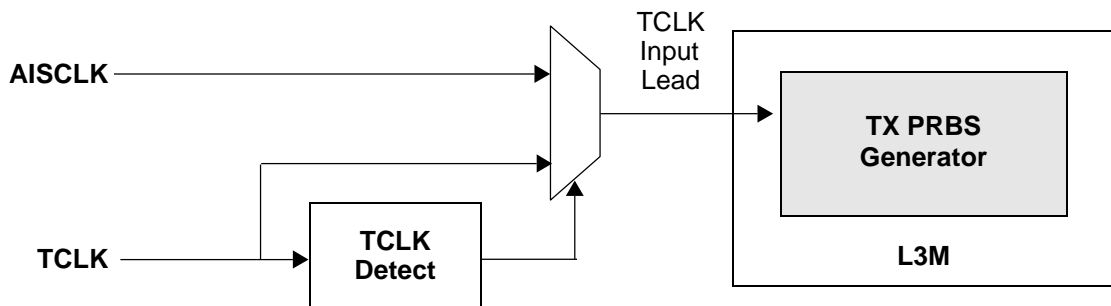 TCLK
Input
Lead
AISCLK
TX PRBS
Generator
TCLK
TCLK
Detect
L3M